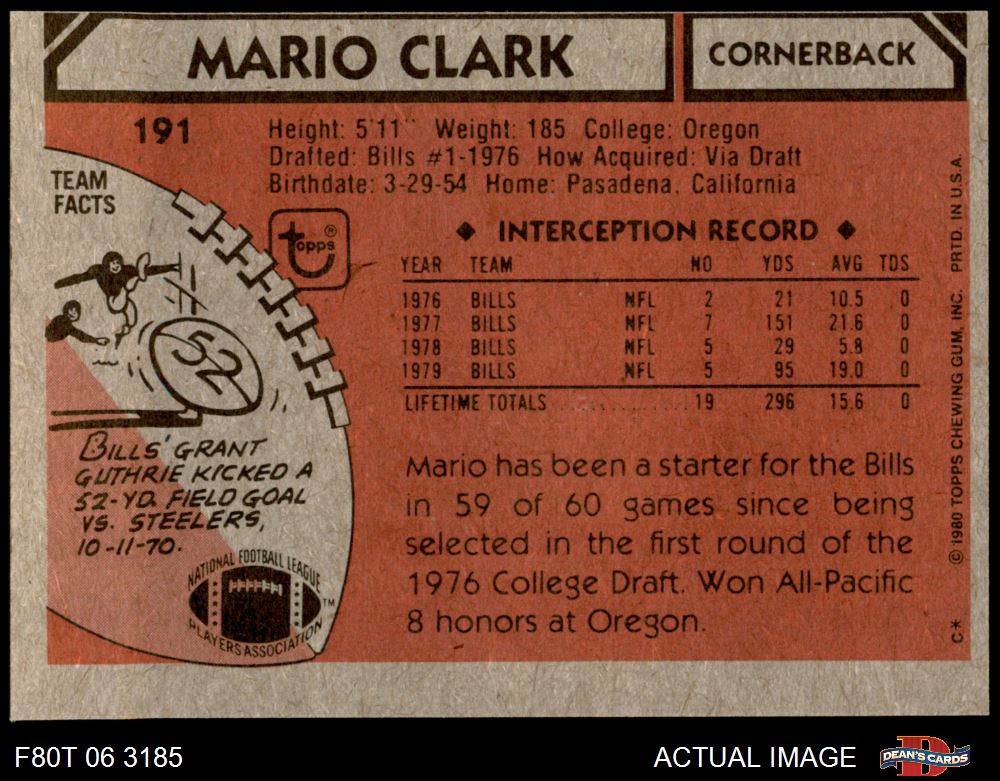 MARIO CLARK
CORNERBACK
191
Height: 5'11" Weight: 185 College: Oregon
Drafted: Bills #1-1976 How Acquired: Via Draft
Birthdate: 3-29-54 Home: Pasadena, California
TEAM
FACTS
topps®
◆ INTERCEPTION RECORD ◆
YEAR TEAM NO YDS AVG TDS
1976 BILLS NFL 2 21 10.5 0
1977 BILLS NFL 7 151 21.6 0
1978 BILLS NFL 5 29 5.8 0
1979 BILLS NFL 5 95 19.0 0
LIFETIME TOTALS 19 296 15.6 0
52
BILLS' GRANT
GUTHRIE KICKED A
52-YD. FIELD GOAL
VS. STEELERS,
10-11-70.
NATIONAL FOOTBALL LEAGUE
PLAYERS ASSOCIATION
TM
Mario has been a starter for the Bills
in 59 of 60 games since being
selected in the first round of the
1976 College Draft. Won All-Pacific
8 honors at Oregon.
C* © 1980 TOPPS CHEWING GUM, INC. PRTD. IN U.S.A.
F80T 06 3185
ACTUAL IMAGE
D
DEAN'S CARDS